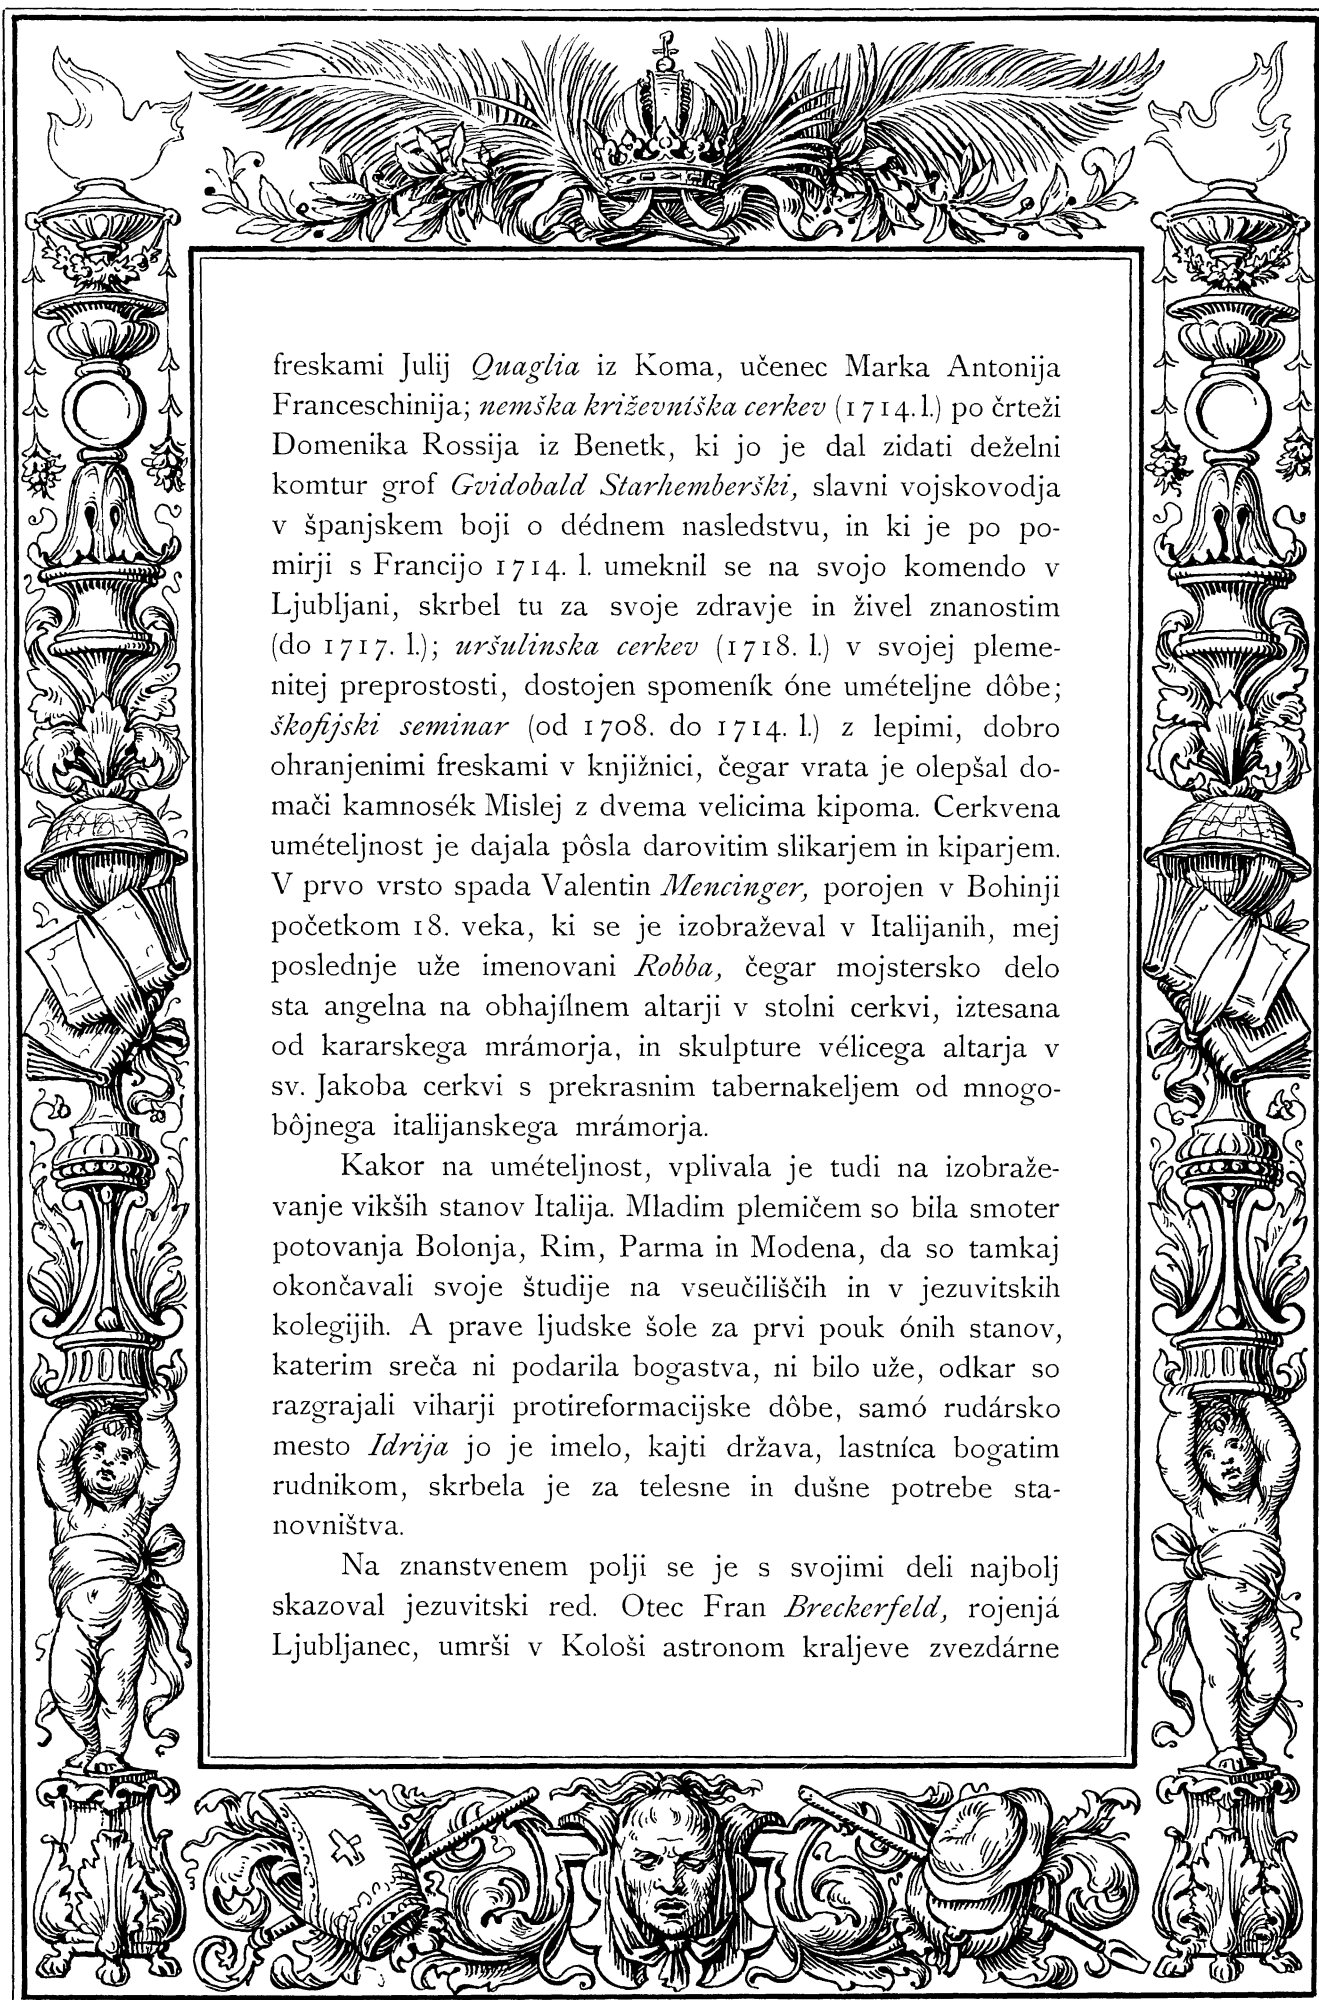 freskami Julij Quaglia iz Koma, učenec Marka Antonija
Franceschinija; nemška križevníška cerkev (1714. l.) po črteži
Domenika Rossija iz Benetk, ki jo je dal zidati deželni
komtur grof Gvidobald Starhemberški, slavni vojskovodja
v španjskem boji o dédnem nasledstvu, in ki je po po-
mirji s Francijo 1714. l. umeknil se na svojo komendo v
Ljubljani, skrbel tu za svoje zdravje in živel znanostim
(do 1717. l.); uršulinska cerkev (1718. l.) v svojej pleme-
nitej preprostosti, dostojen spomeník óne umételjne dôbe;
škofijski seminar (od 1708. do 1714. l.) z lepimi, dobro
ohranjenimi freskami v knjižnici, čegar vrata je olepšal do-
mači kamnosék Mislej z dvema velicima kipoma. Cerkvena
umételjnost je dajala pôsla darovitim slikarjem in kiparjem.
V prvo vrsto spada Valentin Mencinger, porojen v Bohinji
početkom 18. veka, ki se je izobraževal v Italijanih, mej
poslednje uže imenovani Robba, čegar mojstersko delo
sta angelna na obhajílnem altarji v stolni cerkvi, iztesana
od kararskega mrámorja, in skulpture vélicega altarja v
sv. Jakoba cerkvi s prekrasnim tabernakeljem od mnogo-
bôjnega italijanskega mrámorja.
Kakor na umételjnost, vplivala je tudi na izobraže-
vanje vikših stanov Italija. Mladim plemičem so bila smoter
potovanja Bolonja, Rim, Parma in Modena, da so tamkaj
okončavali svoje študije na vseučiliščih in v jezuvitskih
kolegijih. A prave ljudske šole za prvi pouk ónih stanov,
katerim sreča ni podarila bogastva, ni bilo uže, odkar so
razgrajali viharji protireformacijske dôbe, samó rudársko
mesto Idrija jo je imelo, kajti država, lastníca bogatim
rudnikom, skrbela je za telesne in dušne potrebe sta-
novništva.
Na znanstvenem polji se je s svojimi deli najbolj
skazoval jezuvitski red. Otec Fran Breckerfeld, rojenjá
Ljubljanec, umrši v Kološi astronom kraljeve zvezdárne